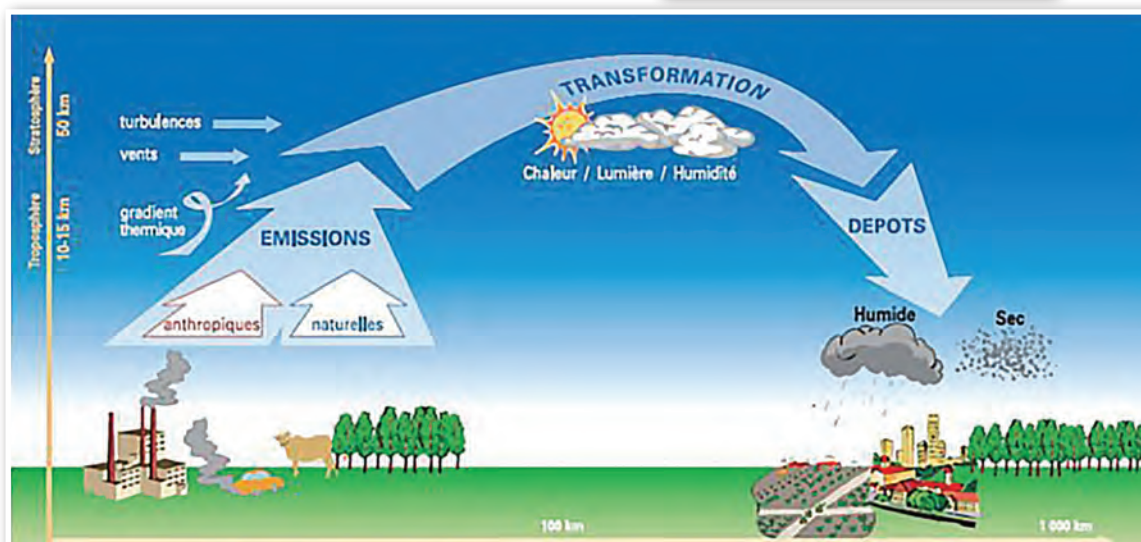 Stratosphère
50 km
Troposphère
10-15 km
turbulences
vents
gradient
thermique
EMISSIONS
anthropiques
naturelles
TRANSFORMATION
Chaleur / Lumière / Humidité
DEPOTS
Humide
Sec
100 km
1 000 km